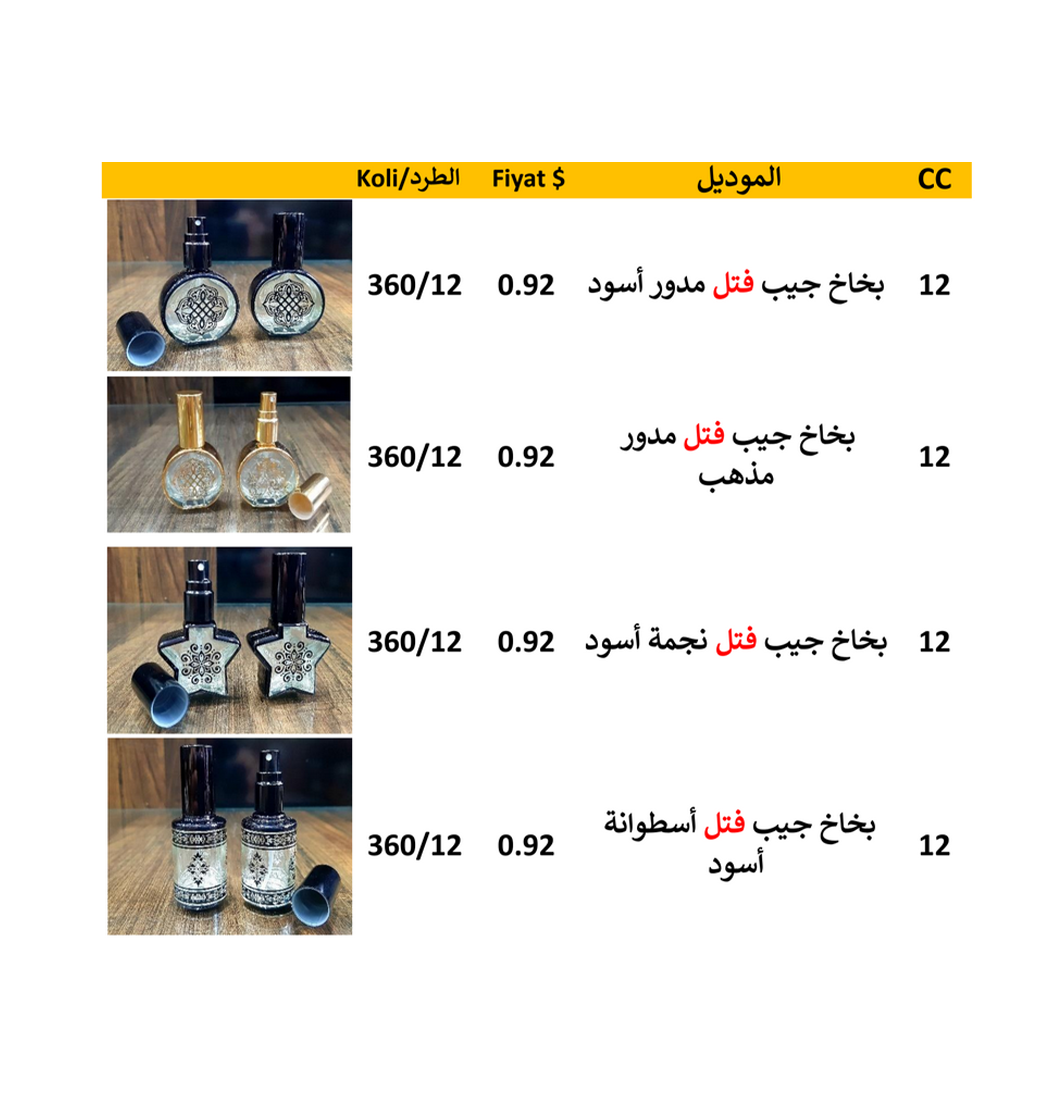 CC الموديل Fiyat $ Koli/الطرد
12 بخاخ جيب فتل مدور أسود 0.92 360/12
12 بخاخ جيب فتل مدور 0.92 360/12
مذهب
12 بخاخ جيب فتل نجمة أسود 0.92 360/12
12 بخاخ جيب فتل أسطوانة 0.92 360/12
أسود